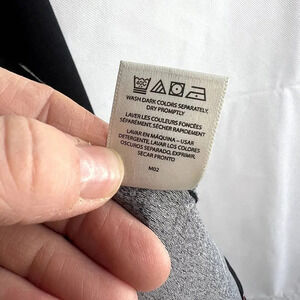 WASH DARK COLORS SEPARATELY,
DRY PROMPTLY
LAVER LES COULEURS FONCÉES
SÉPARÉMENT, SÉCHER RAPIDEMENT
LAVAR EN MÁQUINA – USAR
DETERGENTE, LAVAR LOS COLORES
OSCUROS SEPARADO, EXPRIMIR,
SECAR PRONTO
M02